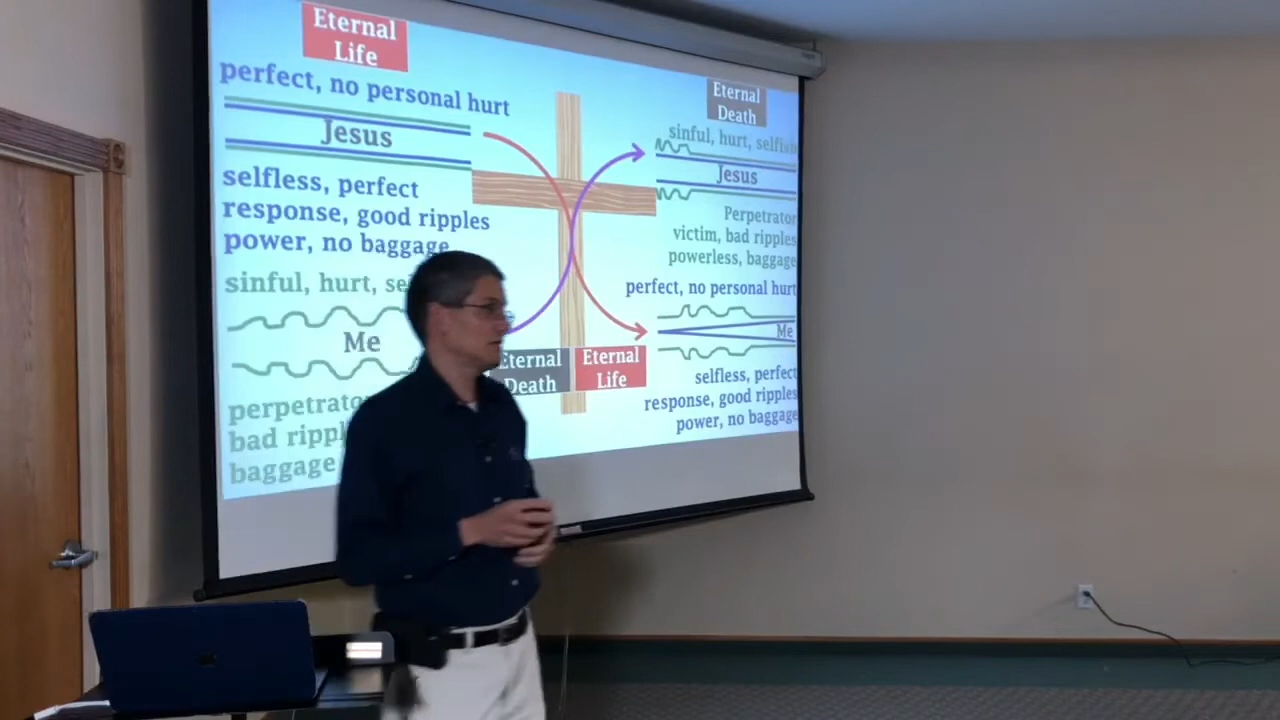 Eternal
Life
perfect, no personal hurt
Jesus
selfless, perfect
response, good ripples
power, no baggage
sinful, hurt,
Me
bad
baggage
Eternal
Death
Eternal
Life
Eternal
Death
sinful, hurt, selfish
Jesus
Perpetrator
victim, bad ripples
powerless, baggage
perfect, no personal hurt
Me
selfless, perfect
response, good ripples
power, no baggage